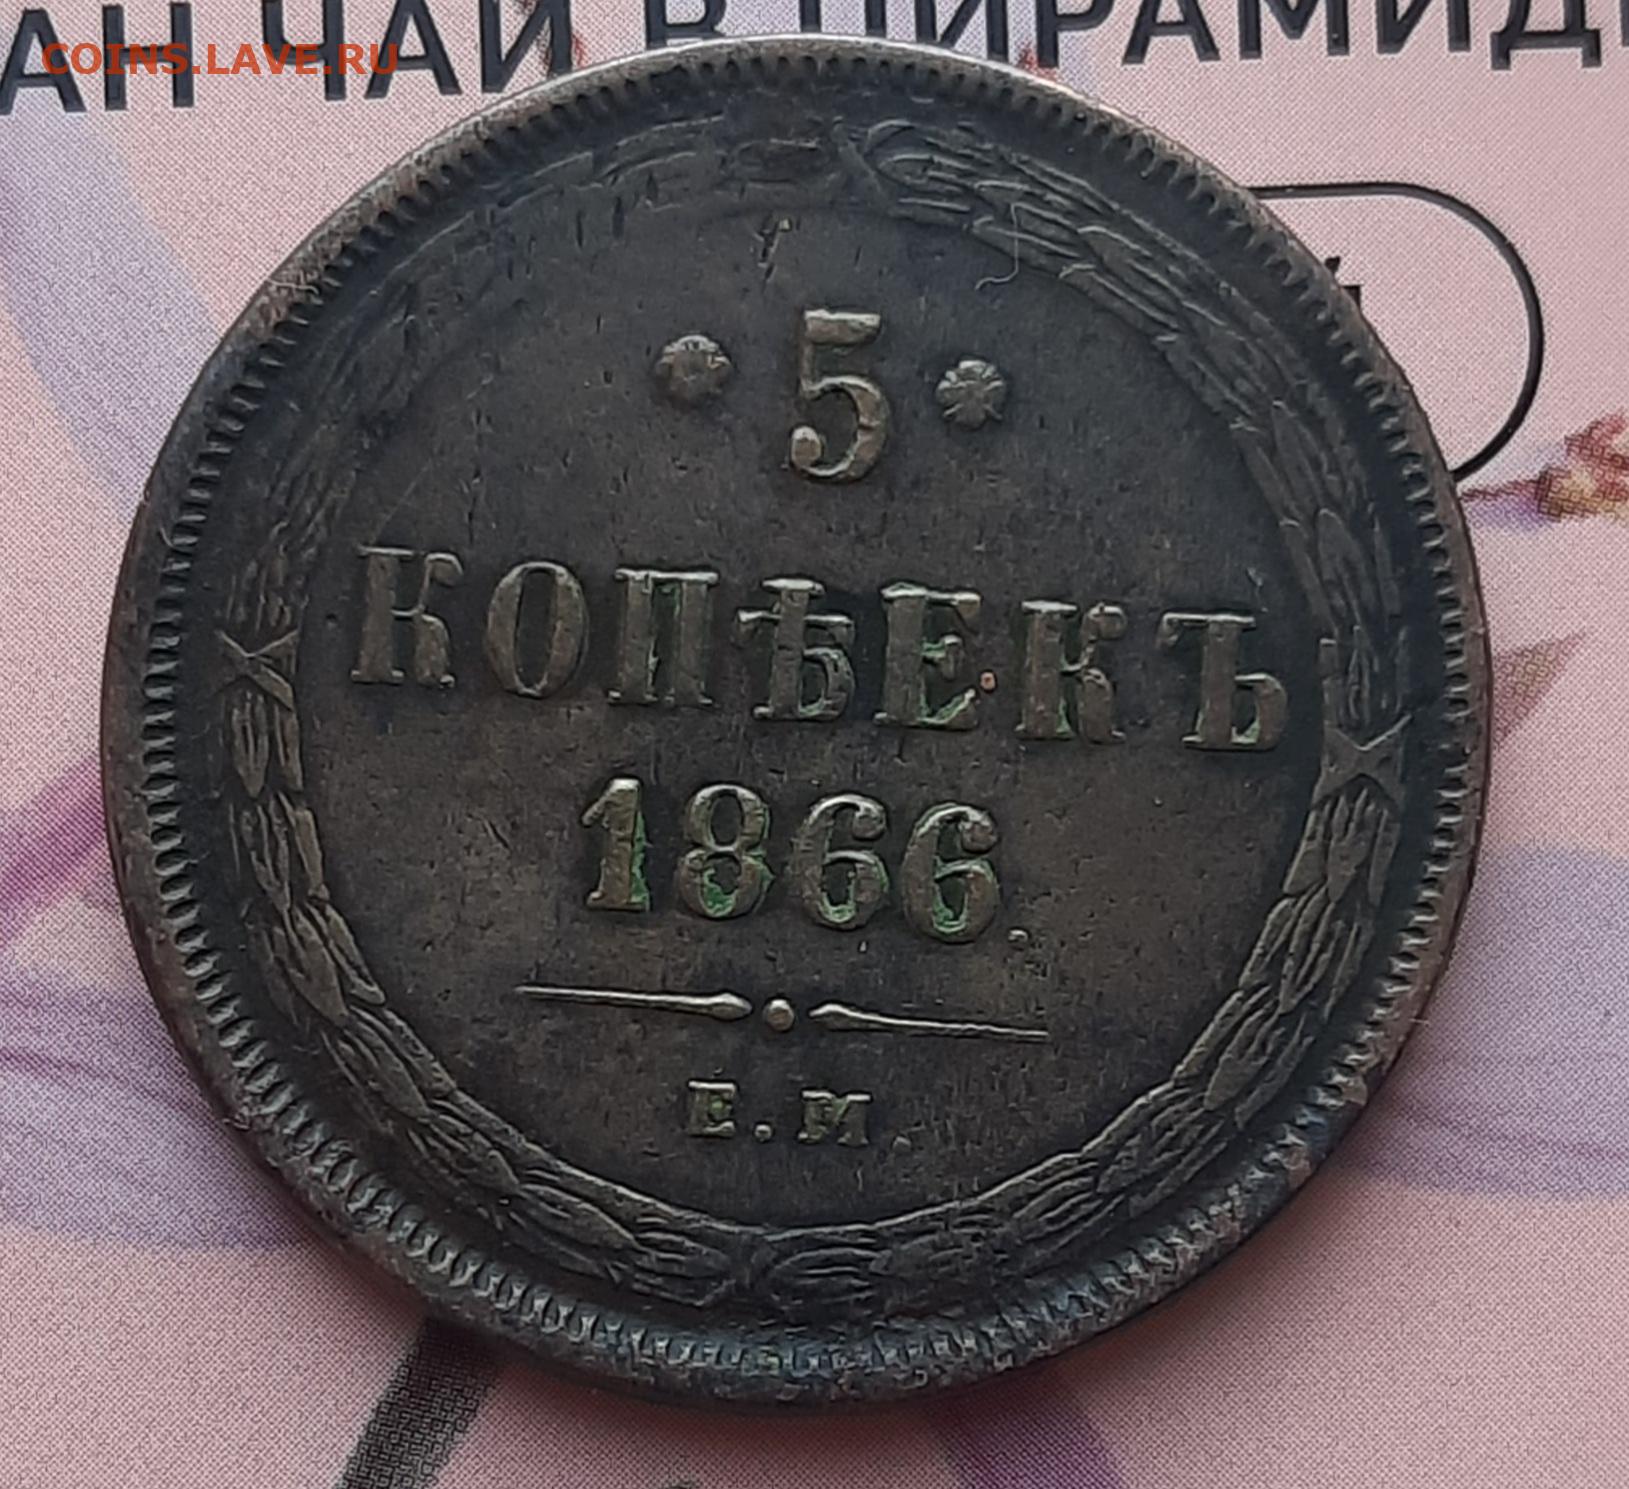 АН ЧАЙ В ПИРАМИД
COINS.LAVE.RU
5
КОПѢЕКЪ
1866.
Е.М.